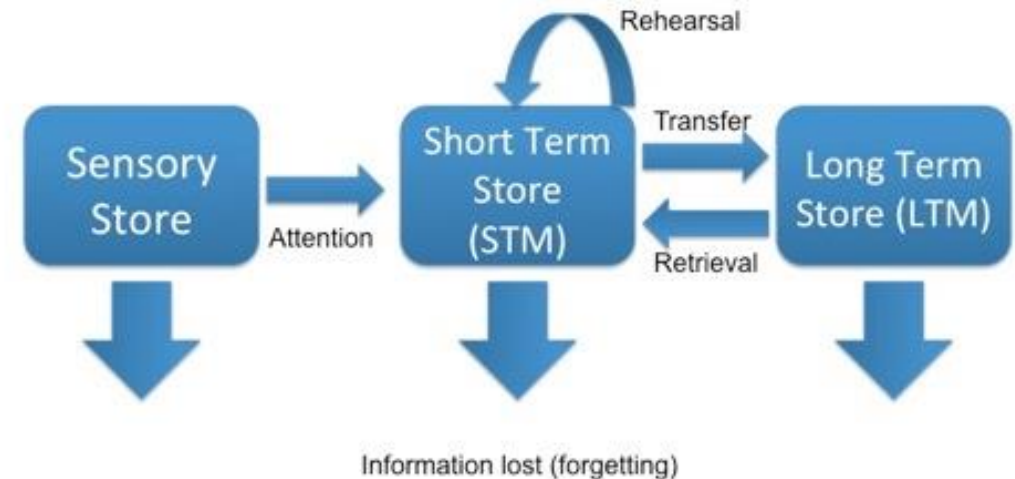 Rehearsal
Sensory
Store
Attention
Short Term
Store
(STM)
Transfer
Retrieval
Long Term
Store (LTM)
Information lost (forgetting)